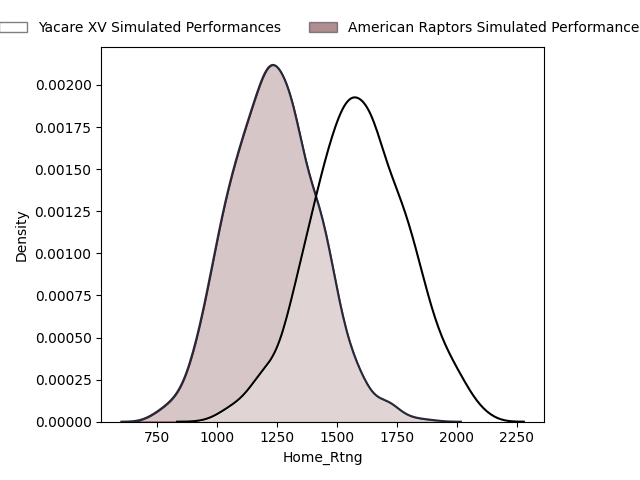 Yacare XV Simulated Performances
American Raptors Simulated Performance
0.00200
0.00175
0.00150
0.00125
0.00100
0.00075
0.00050
0.00025
0.00000
Density
750 1000 1250 1500 1750 2000 2250
Home_Rtng